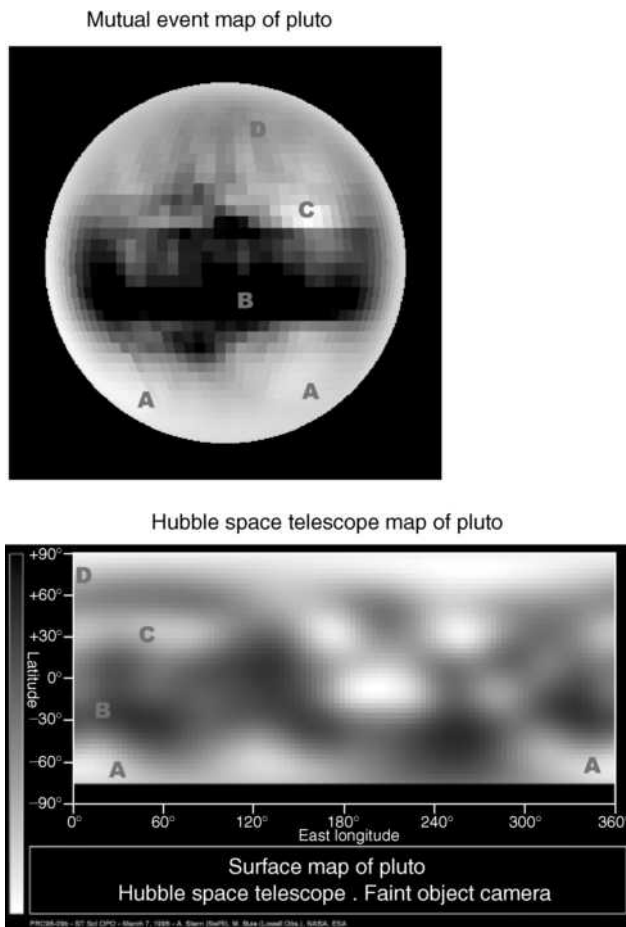 Mutual event map of pluto
D
C
B
A
A
Hubble space telescope map of pluto
+90°
D
+60°
C
+30°
Latitude
0°
B
−30°
A
A
−60°
−90°
0° 60° 120° 180° 240° 300° 360°
East longitude
Surface map of pluto
Hubble space telescope . Faint object camera